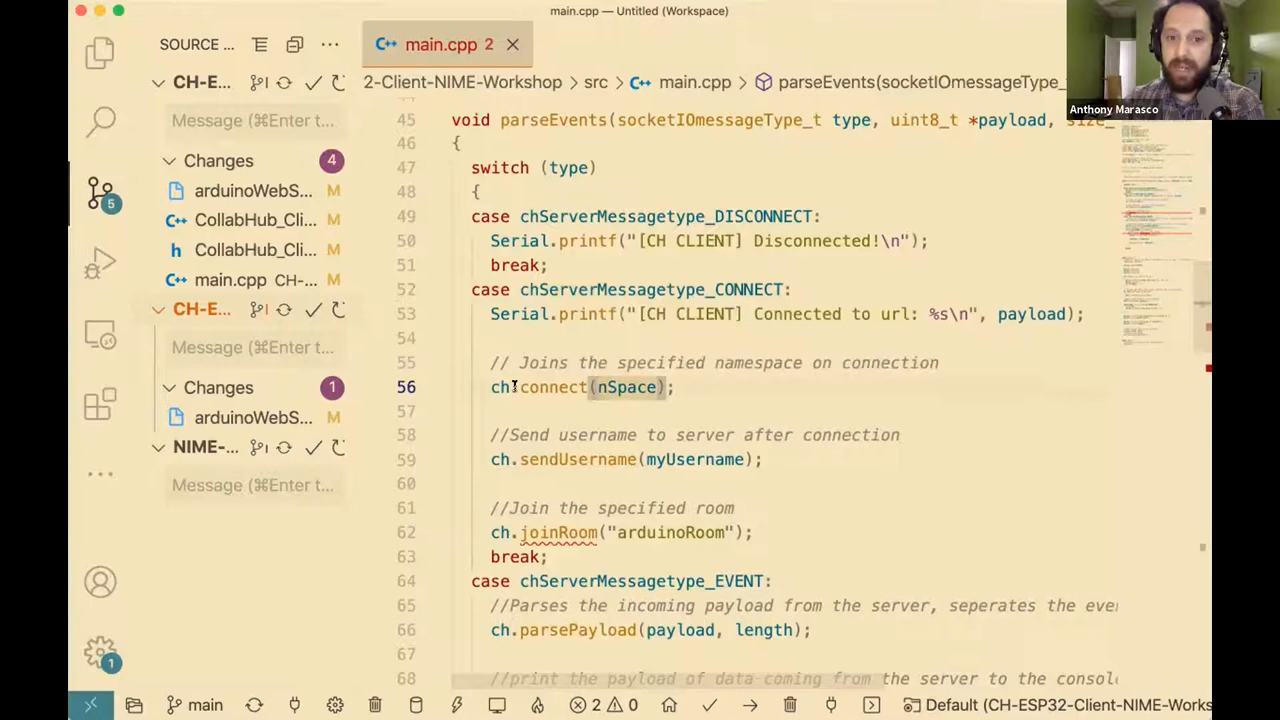 main.cpp — Untitled (Workspace)
SOURCE ...
main.cpp 2
CH-E...
2-Client-NIME-Workshop > src > main.cpp > parseEvents(socketIOmessageType_
Anthony Marasco
Message (⌘Enter t...
Changes 4
arduinoWebS... M
CollabHub_Cli... M
CollabHub_Cli... M
main.cpp CH-... M
CH-E...
Message (⌘Enter t...
Changes 1
arduinoWebS... M
NIME-...
Message (⌘Enter t...
5
1
45 void parseEvents(socketIOmessageType_t type, uint8_t *payload, size_
46 {
47 switch (type)
48 {
49 case chServerMessagetype_DISCONNECT:
50 Serial.printf("[CH CLIENT] Disconnected!\n");
51 break;
52 case chServerMessagetype_CONNECT:
53 Serial.printf("[CH CLIENT] Connected to url: %s\n", payload);
54
55 // Joins the specified namespace on connection
56 ch.connect(nSpace);
57
58 //Send username to server after connection
59 ch.sendUsername(myUsername);
60
61 //Join the specified room
62 ch.joinRoom("arduinoRoom");
63 break;
64 case chServerMessagetype_EVENT:
65 //Parses the incoming payload from the server, seperates the eve
66 ch.parsePayload(payload, length);
67
68 //print the payload of data coming from the server to the consol
main
2 0
Default (CH-ESP32-Client-NIME-Works